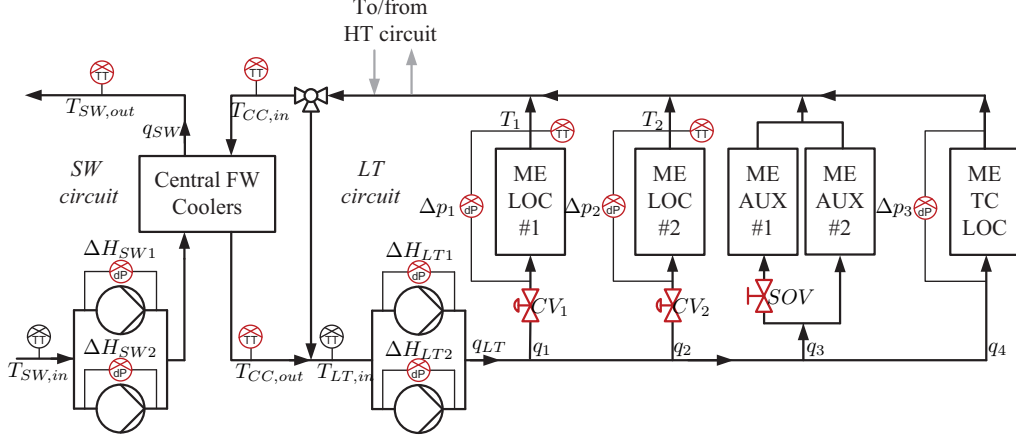 To/from
HT circuit
TT
TT
T_{SW,out}
T_{CC,in}
q_{SW}
SW
circuit
Central FW
Coolers
LT
circuit
T_1
TT
T_2
TT
Δp_1
dP
ME
LOC
#1
Δp_2
dP
ME
LOC
#2
ME
AUX
#1
ME
AUX
#2
Δp_3
dP
ME
TC
LOC
ΔH_{SW1}
dP
ΔH_{LT1}
dP
CV_1
CV_2
SOV
TT
T_{SW,in}
ΔH_{SW2}
dP
TT
T_{CC,out}
TT
T_{LT,in}
ΔH_{LT2}
dP
q_{LT}
q_1
q_2
q_3
q_4